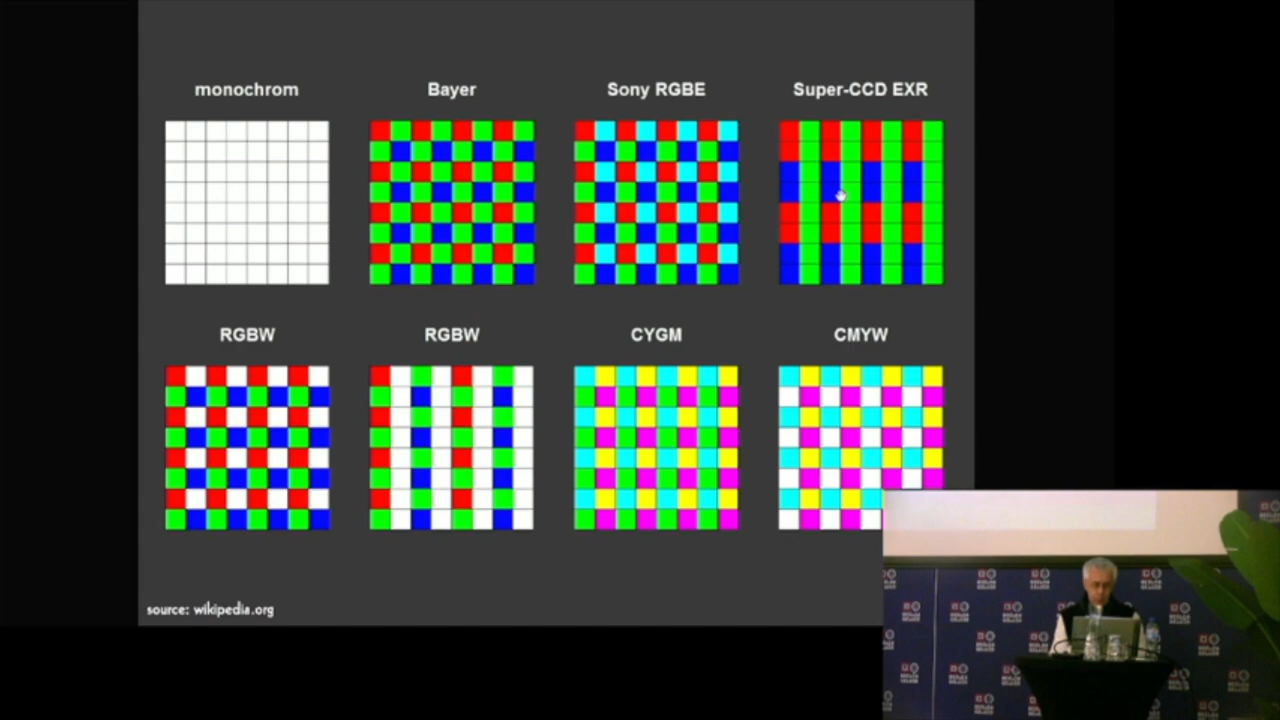 monochrom
Bayer
Sony RGBE
Super-CCD EXR
RGBW
RGBW
CYGM
CMYW
source: wikipedia.org